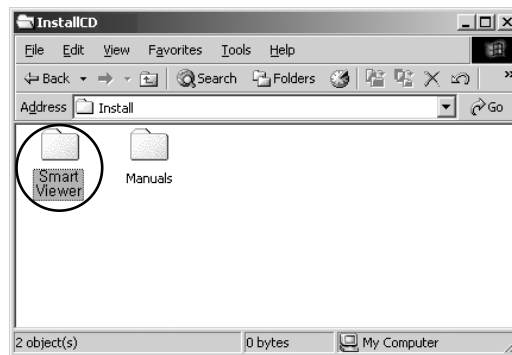 InstallCD
File Edit View Favorites Tools Help
Back Search Folders »
Address Install Go
Smart
Viewer
Manuals
2 object(s) 0 bytes My Computer